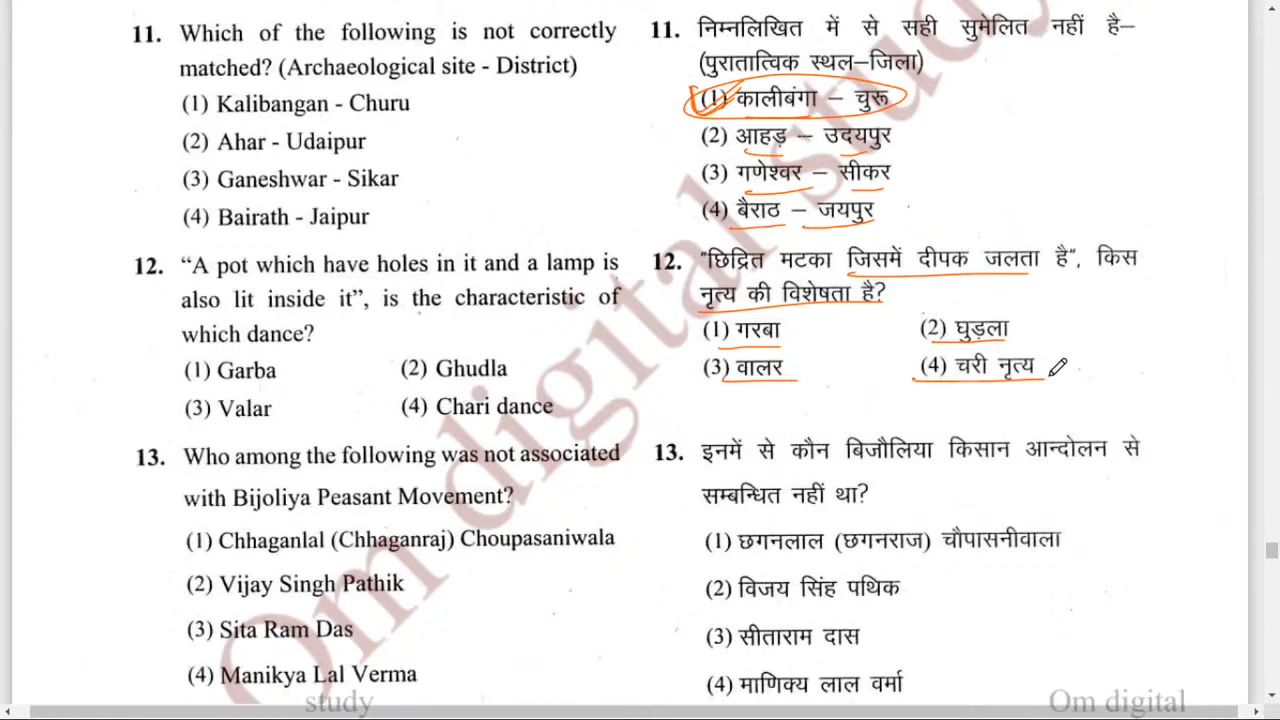 11. Which of the following is not correctly
matched? (Archaeological site - District)
(1) Kalibangan - Churu
(2) Ahar - Udaipur
(3) Ganeshwar - Sikar
(4) Bairath - Jaipur
12. “A pot which have holes in it and a lamp is
also lit inside it”, is the characteristic of
which dance?
(1) Garba (2) Ghudla
(3) Valar (4) Chari dance
13. Who among the following was not associated
with Bijoliya Peasant Movement?
(1) Chhaganlal (Chhaganraj) Choupasaniwala
(2) Vijay Singh Pathik
(3) Sita Ram Das
(4) Manikya Lal Verma
11. निम्नलिखित में से सही सुमेलित नहीं है–
(पुरातात्विक स्थल–जिला)
(1) कालीबंगा – चुरू
(2) आहड़ – उदयपुर
(3) गणेश्वर – सीकर
(4) बैराठ – जयपुर
12. "छिद्रित मटका जिसमें दीपक जलता है", किस
नृत्य की विशेषता है?
(1) गरबा (2) घुड़ला
(3) वालर (4) चरी नृत्य
13. इनमें से कौन बिजौलिया किसान आन्दोलन से
सम्बन्धित नहीं था?
(1) छगनलाल (छगनराज) चौपासनीवाला
(2) विजय सिंह पथिक
(3) सीताराम दास
(4) माणिक्य लाल वर्मा
Om digital study
study
Om digital